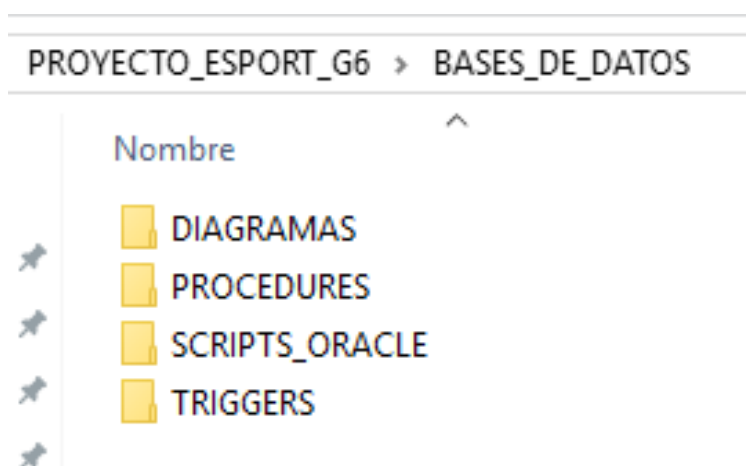 PROYECTO_ESPORT_G6 > BASES_DE_DATOS
Nombre
DIAGRAMAS
PROCEDURES
SCRIPTS_ORACLE
TRIGGERS